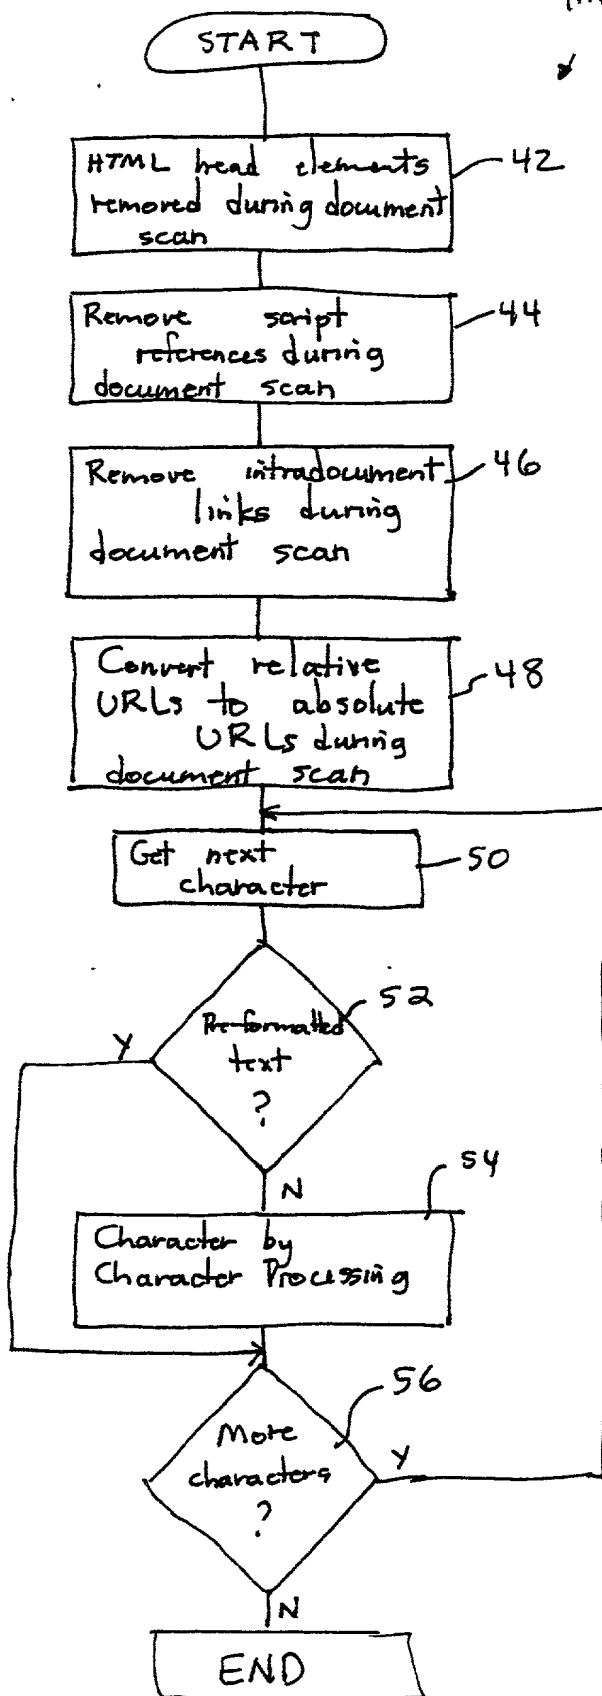 START
HTML head elements
removed during document
scan
42
Remove script
references during
document scan
44
Remove intradocument
links during
document scan
46
Convert relative
URLs to absolute
URLs during
document scan
48
Get next
character
50
Pre-formatted
text
?
52
Y
N
Character by
Character Processing
54
More
characters
?
56
Y
N
END